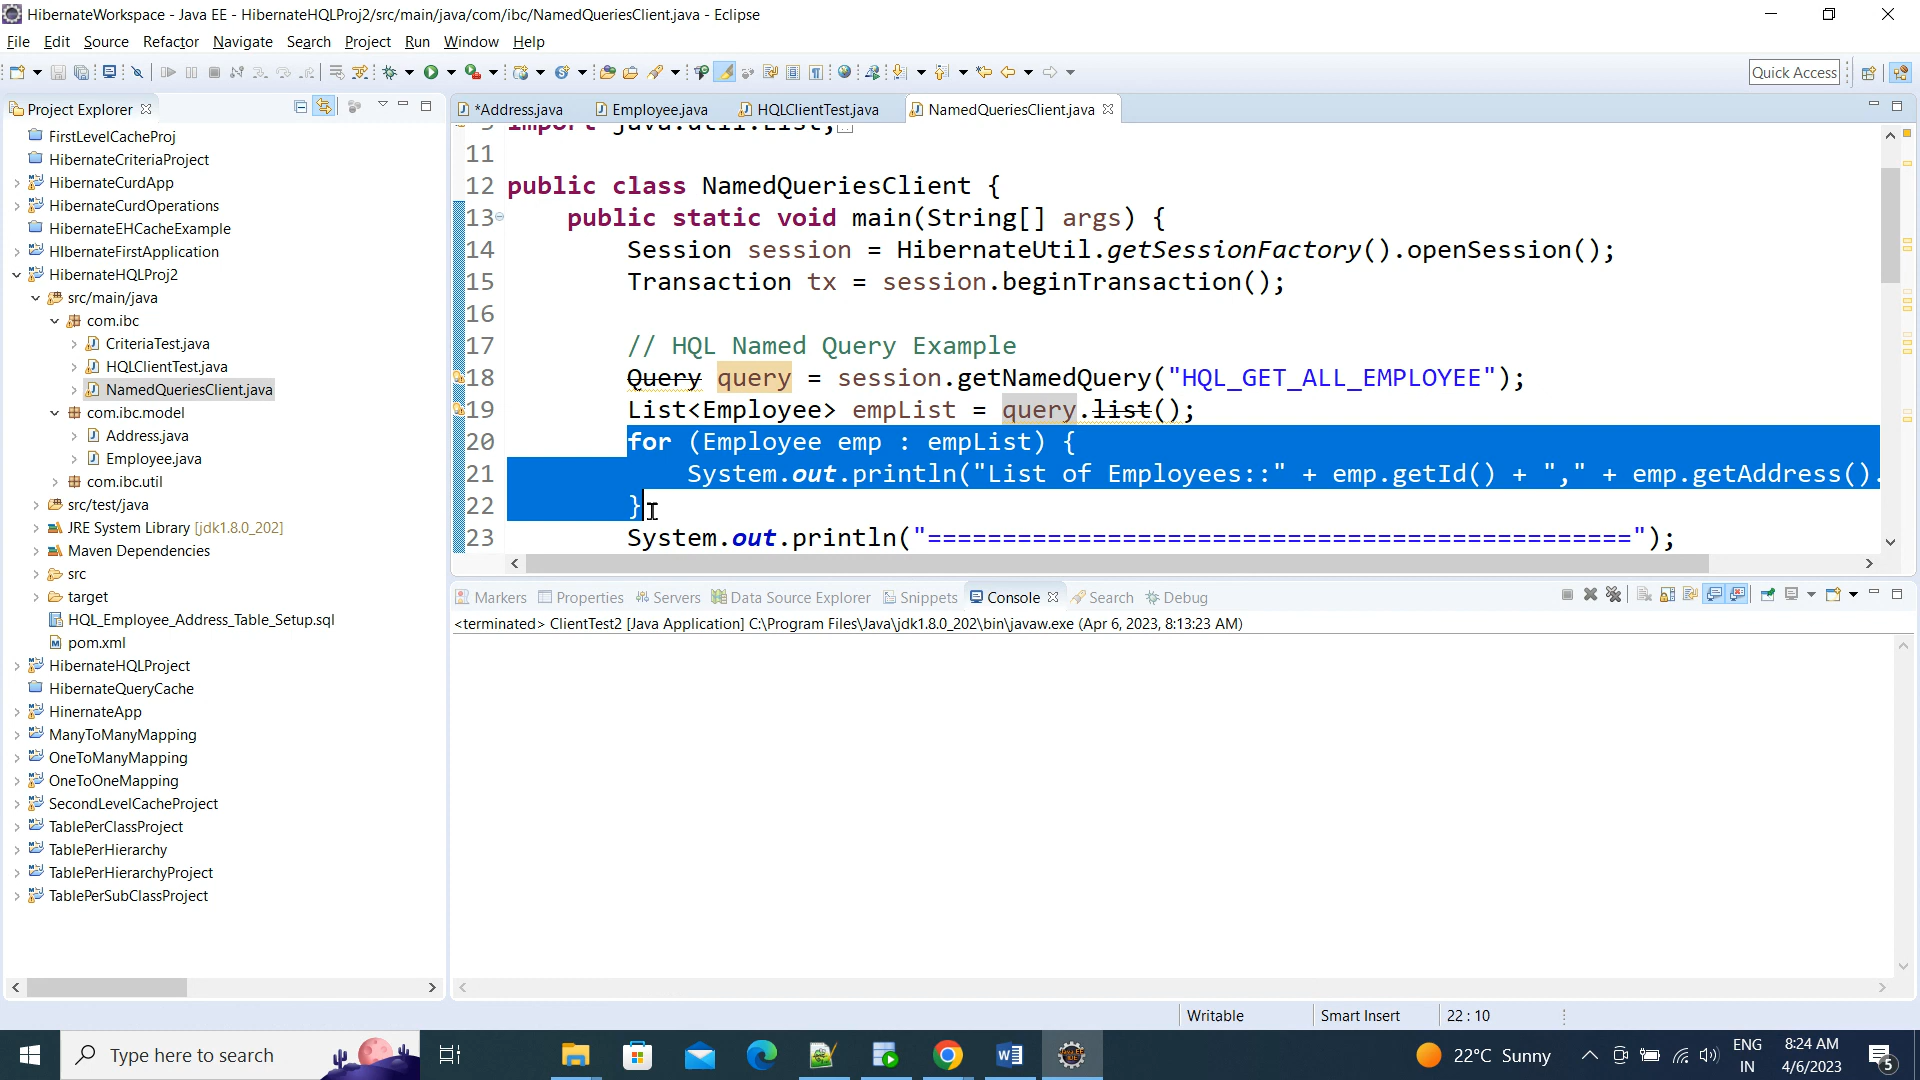 HibernateWorkspace - Java EE - HibernateHQLProj2/src/main/java/com/ibc/NamedQueriesClient.java - Eclipse
File Edit Source Refactor Navigate Search Project Run Window Help
Quick Access
Project Explorer
FirstLevelCacheProj
HibernateCriteriaProject
HibernateCurdApp
HibernateCurdOperations
HibernateEHCacheExample
HIbernateFirstApplication
HibernateHQLProj2
src/main/java
com.ibc
CriteriaTest.java
HQLClientTest.java
NamedQueriesClient.java
com.ibc.model
Address.java
Employee.java
com.ibc.util
src/test/java
JRE System Library [jdk1.8.0_202]
Maven Dependencies
src
target
HQL_Employee_Address_Table_Setup.sql
pom.xml
HibernateHQLProject
HibernateQueryCache
HinernateApp
ManyToManyMapping
OneToManyMapping
OneToOneMapping
SecondLevelCacheProject
TablePerClassProject
TablePerHierarchy
TablePerHierarchyProject
TablePerSubClassProject
*Address.java Employee.java HQLClientTest.java NamedQueriesClient.java
import java.util.List;
11
12 public class NamedQueriesClient {
13 public static void main(String[] args) {
14 Session session = HibernateUtil.getSessionFactory().openSession();
15 Transaction tx = session.beginTransaction();
16
17 // HQL Named Query Example
18 Query query = session.getNamedQuery("HQL_GET_ALL_EMPLOYEE");
19 List<Employee> empList = query.list();
20 for (Employee emp : empList) {
21 System.out.println("List of Employees::" + emp.getId() + "," + emp.getAddress().
22 }
23 System.out.println("===============================================");
Markers Properties Servers Data Source Explorer Snippets Console Search Debug
<terminated> ClientTest2 [Java Application] C:\Program Files\Java\jdk1.8.0_202\bin\javaw.exe (Apr 6, 2023, 8:13:23 AM)
Writable Smart Insert 22 : 10
Type here to search
22°C Sunny
ENG
IN
8:24 AM
4/6/2023
5